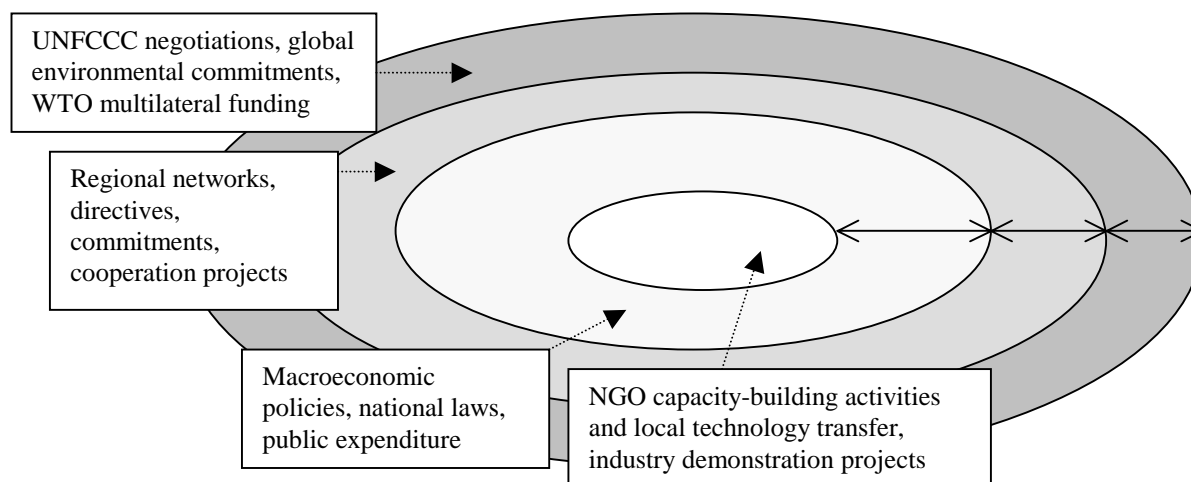 UNFCCC negotiations, global
environmental commitments,
WTO multilateral funding
Regional networks,
directives,
commitments,
cooperation projects
Macroeconomic
policies, national laws,
public expenditure
NGO capacity-building activities
and local technology transfer,
industry demonstration projects